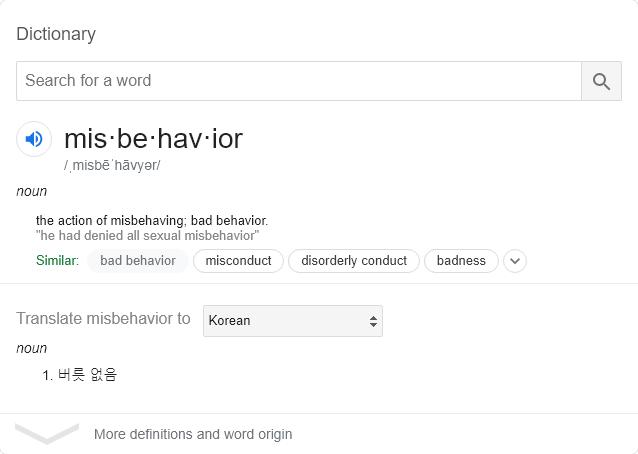 Dictionary
Search for a word
mis·be·hav·ior
/ˌmisbēˈhāvyər/
noun
the action of misbehaving; bad behavior.
"he had denied all sexual misbehavior"
Similar: bad behavior misconduct disorderly conduct badness
Translate misbehavior to Korean
noun
1. 버릇 없음
More definitions and word origin